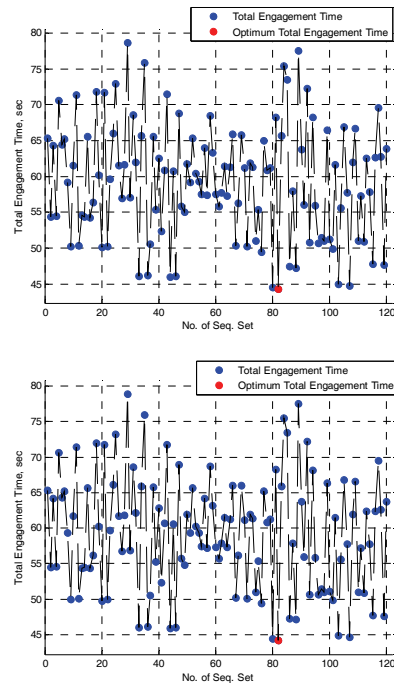 Total Engagement Time
Optimum Total Engagement Time
80
75
70
65
60
55
50
45
Total Engagement Time, sec
0 20 40 60 80 100 120
No. of Seq. Set
Total Engagement Time
Optimum Total Engagement Time
80
75
70
65
60
55
50
45
Total Engagement Time, sec
0 20 40 60 80 100 120
No. of Seq. Set